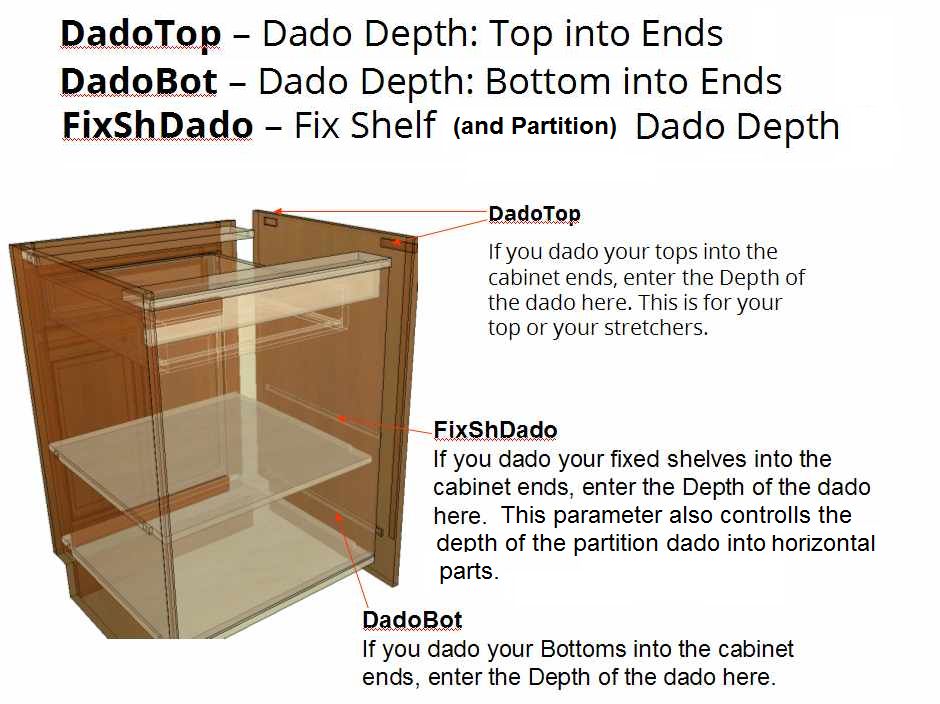 DadoTop – Dado Depth: Top into Ends
DadoBot – Dado Depth: Bottom into Ends
FixShDado – Fix Shelf (and Partition) Dado Depth
DadoTop
If you dado your tops into the
cabinet ends, enter the Depth of
the dado here. This is for your
top or your stretchers.
FixShDado
If you dado your fixed shelves into the
cabinet ends, enter the Depth of the dado
here. This parameter also controlls the
depth of the partition dado into horizontal
parts.
DadoBot
If you dado your Bottoms into the cabinet
ends, enter the Depth of the dado here.